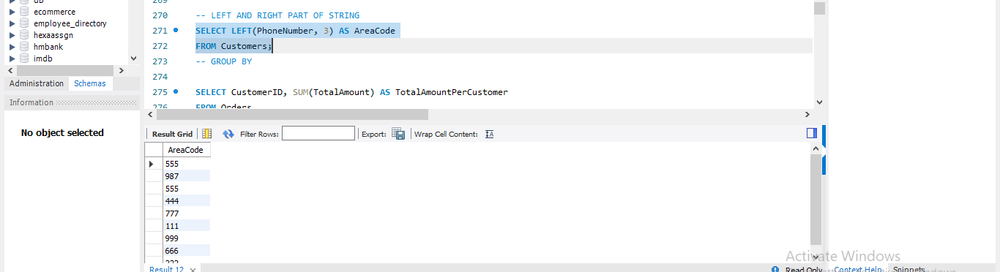 db
ecommerce
employee_directory
hexaassgn
hmbank
imdb
Administration Schemas
Information
No object selected
269
270 -- LEFT AND RIGHT PART OF STRING
271 SELECT LEFT(PhoneNumber, 3) AS AreaCode
272 FROM Customers;
273 -- GROUP BY
274
275 SELECT CustomerID, SUM(TotalAmount) AS TotalAmountPerCustomer
276 FROM Orders
Result Grid Filter Rows: Export: Wrap Cell Content:
AreaCode
555
987
555
444
777
111
999
666
222
Result 12
Read Only
Context Help Snippets
Activate Windows